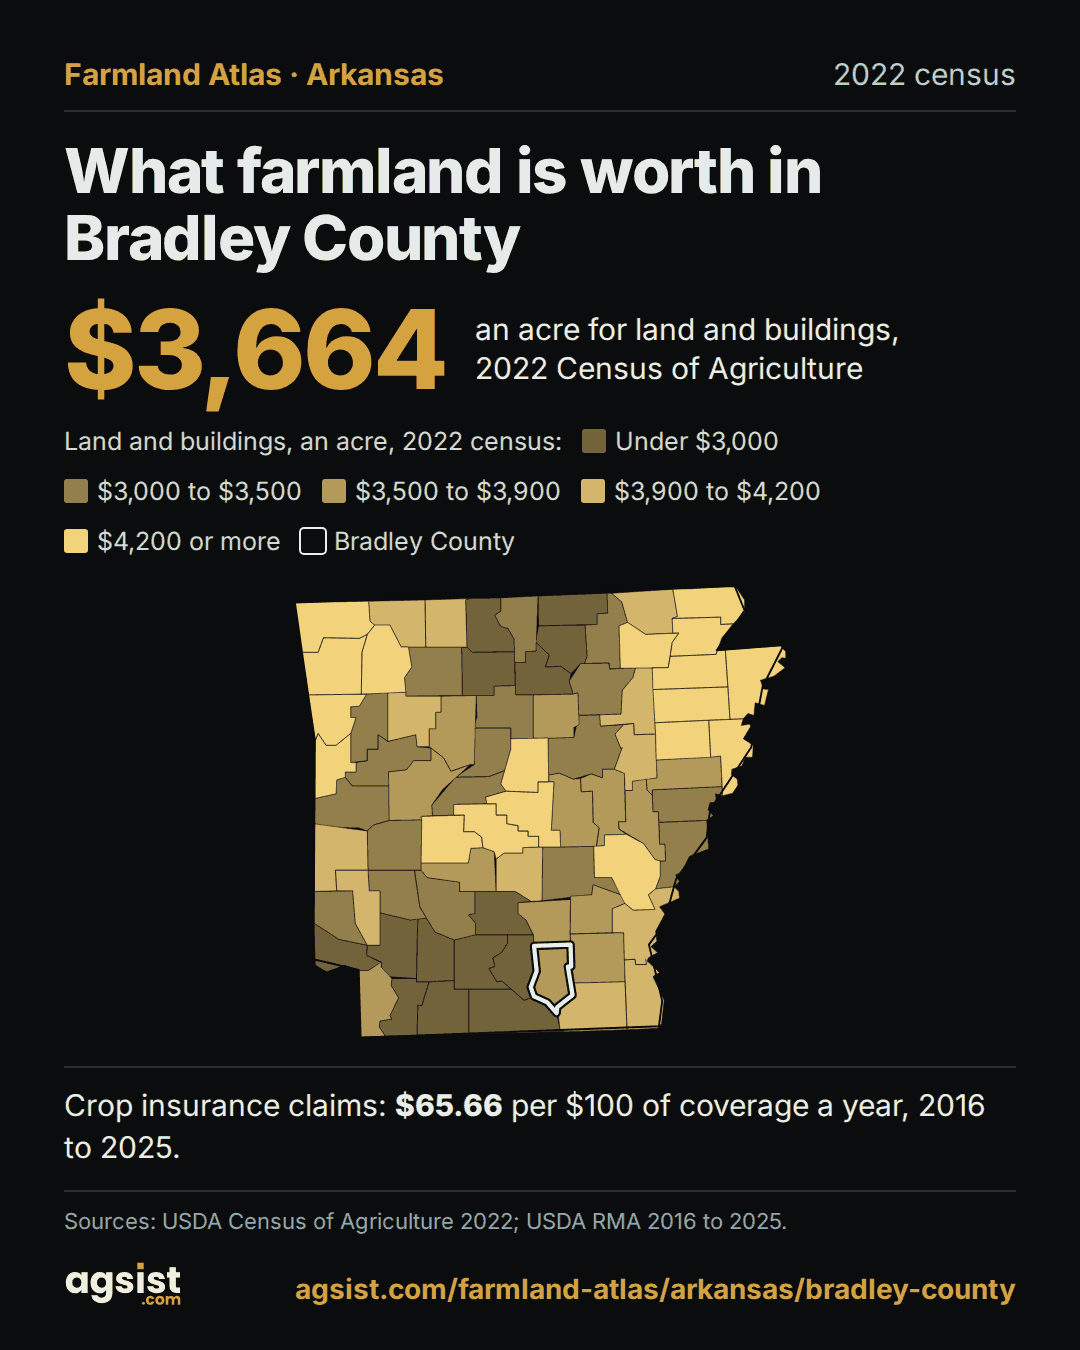 Farmland Atlas · Arkansas
2022 census
What farmland is worth in
Bradley County
$3,664
an acre for land and buildings,
2022 Census of Agriculture
Land and buildings, an acre, 2022 census:
Under $3,000
$3,000 to $3,500
$3,500 to $3,900
$3,900 to $4,200
$4,200 or more
Bradley County
Crop insurance claims: $65.66 per $100 of coverage a year, 2016
to 2025.
Sources: USDA Census of Agriculture 2022; USDA RMA 2016 to 2025.
agsist
.com
agsist.com/farmland-atlas/arkansas/bradley-county